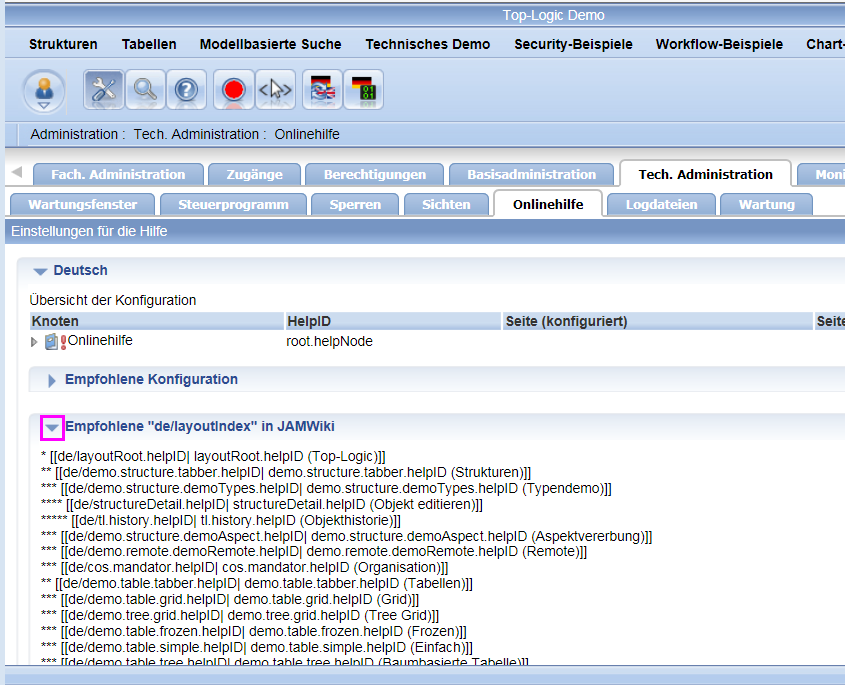 Top-Logic Demo
Strukturen Tabellen Modellbasierte Suche Technisches Demo Security-Beispiele Workflow-Beispiele Chart-
Administration : Tech. Administration : Onlinehilfe
Fach. Administration Zugänge Berechtigungen Basisadministration Tech. Administration Moni
Wartungsfenster Steuerprogramm Sperren Sichten Onlinehilfe Logdateien Wartung
Einstellungen für die Hilfe
Deutsch
Übersicht der Konfiguration
Knoten HelpID Seite (konfiguriert) Seite
Onlinehilfe root.helpNode
Empfohlene Konfiguration
Empfohlene "de/layoutIndex" in JAMWiki
* [[de/layoutRoot.helpID| layoutRoot.helpID (Top-Logic)]]
** [[de/demo.structure.tabber.helpID| demo.structure.tabber.helpID (Strukturen)]]
*** [[de/demo.structure.demoTypes.helpID| demo.structure.demoTypes.helpID (Typendemo)]]
**** [[de/structureDetail.helpID| structureDetail.helpID (Objekt editieren)]]
***** [[de/tl.history.helpID| tl.history.helpID (Objekthistorie)]]
*** [[de/demo.structure.demoAspect.helpID| demo.structure.demoAspect.helpID (Aspektvererbung)]]
*** [[de/demo.remote.demoRemote.helpID| demo.remote.demoRemote.helpID (Remote)]]
*** [[de/cos.mandator.helpID| cos.mandator.helpID (Organisation)]]
** [[de/demo.table.tabber.helpID| demo.table.tabber.helpID (Tabellen)]]
*** [[de/demo.table.grid.helpID| demo.table.grid.helpID (Grid)]]
*** [[de/demo.tree.grid.helpID| demo.tree.grid.helpID (Tree Grid)]]
*** [[de/demo.table.frozen.helpID| demo.table.frozen.helpID (Frozen)]]
*** [[de/demo.table.simple.helpID| demo.table.simple.helpID (Einfach)]]
*** [[de/demo.table.tree.helpID| demo.table.tree.helpID (Baumbasierte Tabelle)]]